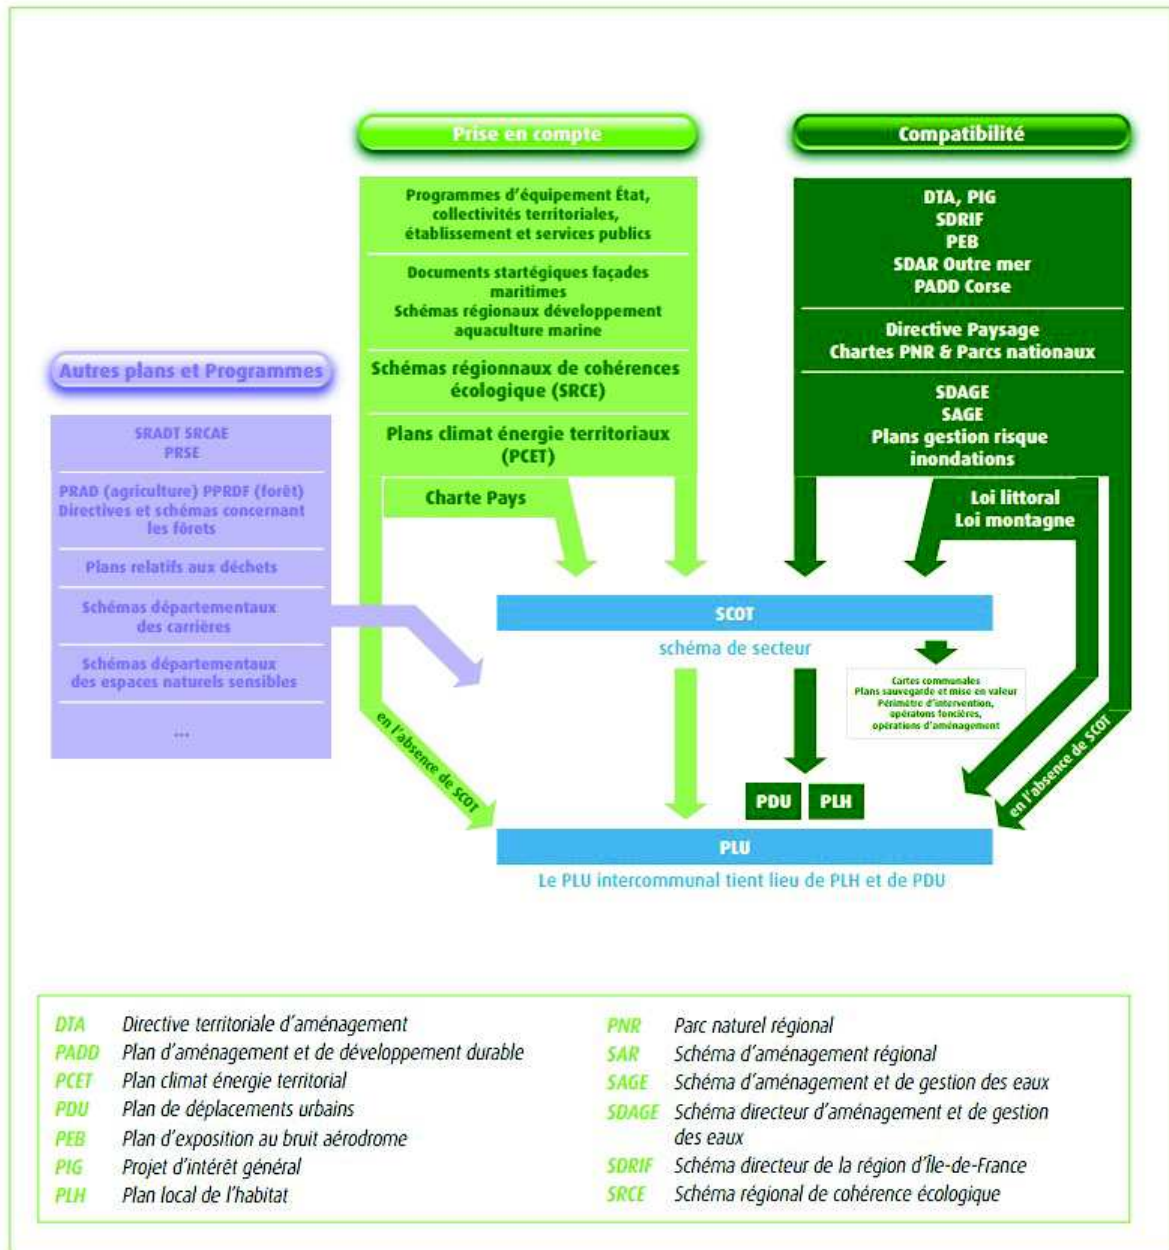 Prise en compte
Programmes d'équipement État,
collectivités territoriales,
établissement et services publics
Documents startégiques façades
maritimes
Schémas régionaux développement
aquaculture marine
Schémas régionnaux de cohérences
écologique (SRCE)
Plans climat énergie territoriaux
(PCET)
Charte Pays
Compatibilité
DTA, PIG
SDRIF
PEB
SDAR Outre mer
PADD Corse
Directive Paysage
Chartes PNR & Parcs nationaux
SDAGE
SAGE
Plans gestion risque
inondations
Loi littoral
Loi montagne
Autres plans et Programmes
SRADT SRCAE
PRSE
PRAD (agriculture) PPRDF (forêt)
Directives et schémas concernant
les fôrets
Plans relatifs aux déchets
Schémas départementaux
des carrières
Schémas départementaux
des espaces naturels sensibles
...
SCOT
schéma de secteur
Cartes communales
Plans sauvegarde et mise en valeur
Périmètre d'intervention,
opératons foncières,
opérations d'aménagement
en l'absence de SCOT
en l'absence de SCOT
PDU
PLH
PLU
Le PLU intercommunal tient lieu de PLH et de PDU
DTA Directive territoriale d'aménagement
PADD Plan d'aménagement et de développement durable
PCET Plan climat énergie territorial
PDU Plan de déplacements urbains
PEB Plan d'exposition au bruit aérodrome
PIG Projet d'intérêt général
PLH Plan local de l'habitat
PNR Parc naturel régional
SAR Schéma d'aménagement régional
SAGE Schéma d'aménagement et de gestion des eaux
SDAGE Schéma directeur d'aménagement et de gestion
des eaux
SDRIF Schéma directeur de la région d'Île-de-France
SRCE Schéma régional de cohérence écologique